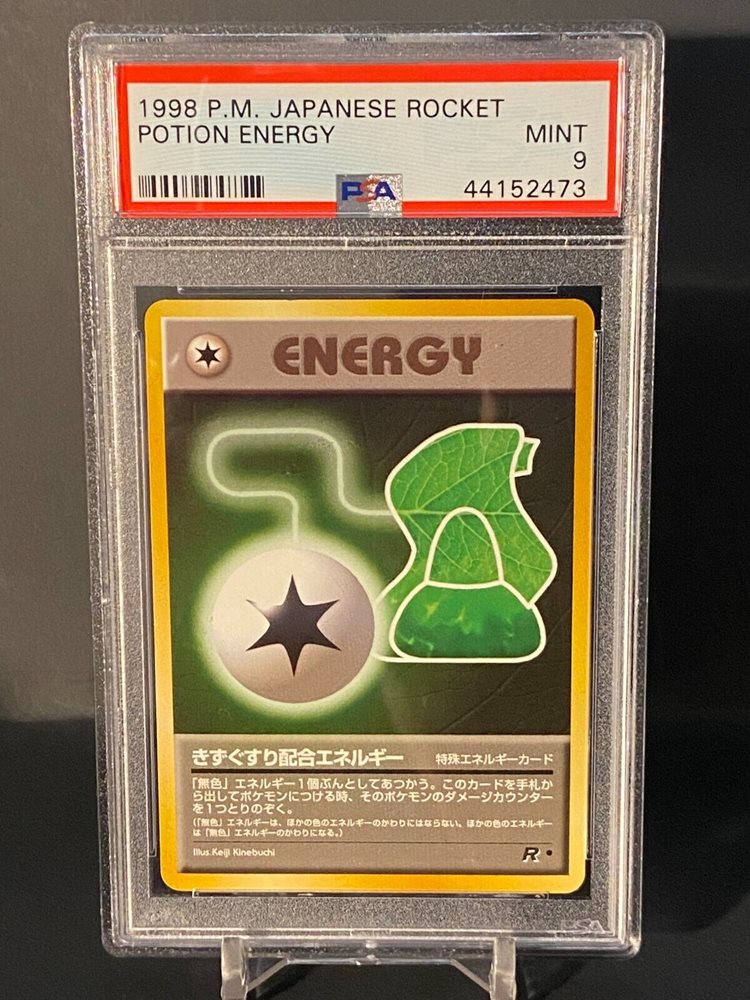 1998 P.M. JAPANESE ROCKET
POTION ENERGY MINT
9
PSA 44152473
ENERGY
きずぐすり配合エネルギー 特殊エネルギーカード
「無色」エネルギー1個ぶんとしてあつかう。このカードを手札か
ら出してポケモンにつける時、そのポケモンのダメージカウンター
を1つとりのぞく。
(「無色」エネルギーは、ほかの色のエネルギーのかわりにはならない。ほかの色のエネルギー
は「無色」エネルギーのかわりになる。)
Illus.Keiji Kinebuchi R ●
PSA